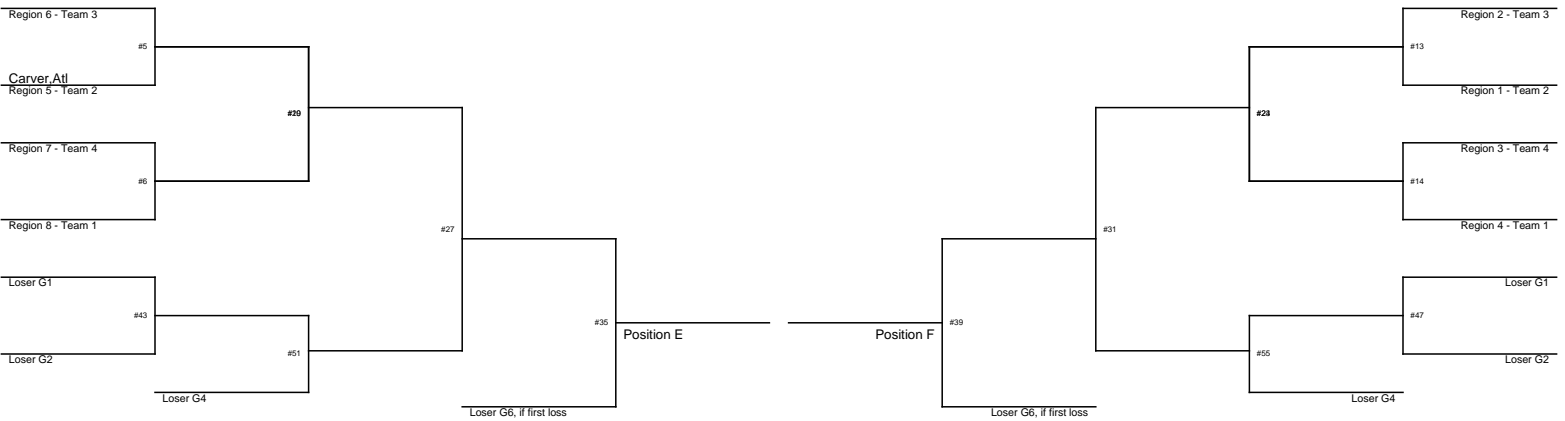 Region 6 - Team 3
#5
Carver,Atl
Region 5 - Team 2
Region 7 - Team 4
#6
Region 8 - Team 1
#27
Loser G1
#43
Loser G2
#51
Loser G4
#35
Position E
Loser G6, if first loss
Region 2 - Team 3
#13
Region 1 - Team 2
Region 3 - Team 4
#14
Region 4 - Team 1
#31
Loser G1
#47
Loser G2
#55
Loser G4
#39
Position F
Loser G6, if first loss